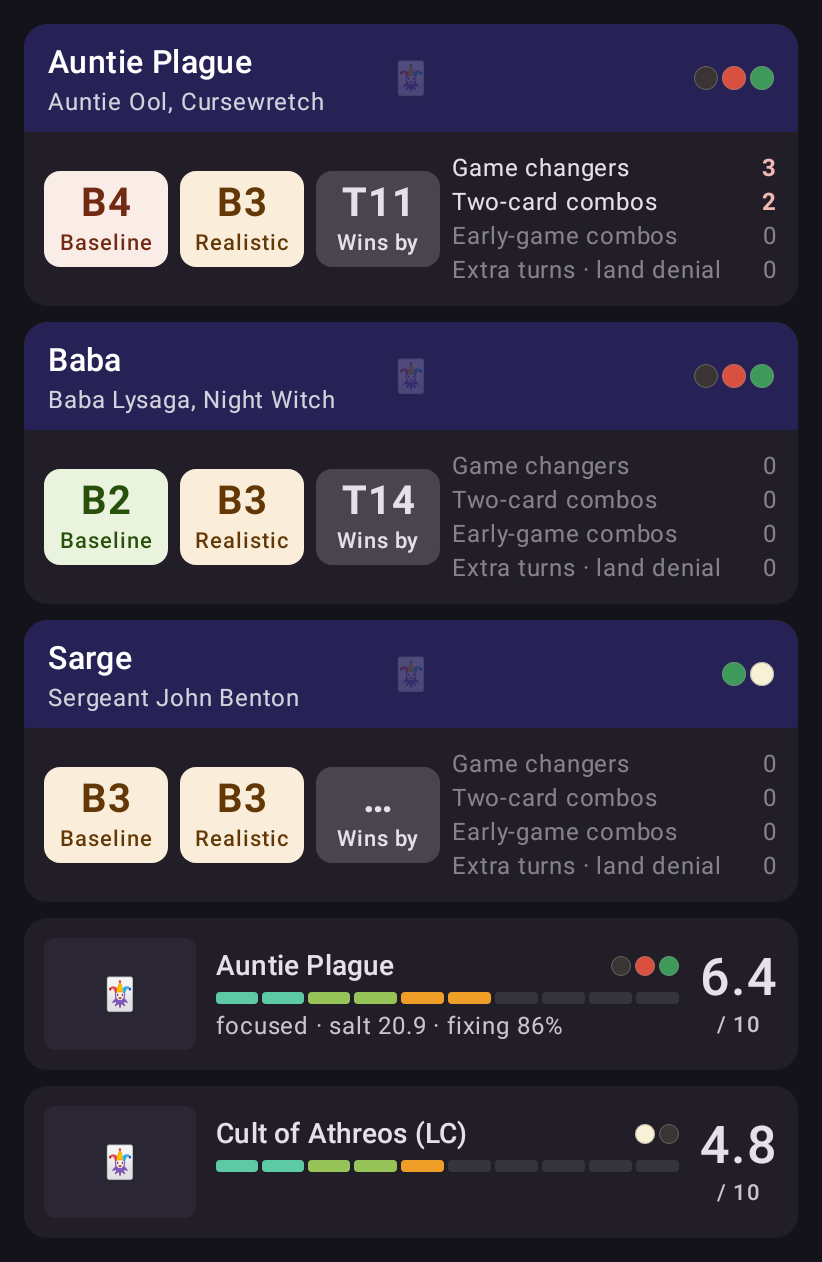 Auntie Plague
Auntie Ool, Cursewretch
B4
Baseline
B3
Realistic
T11
Wins by
Game changers 3
Two-card combos 2
Early-game combos 0
Extra turns · land denial 0
Baba
Baba Lysaga, Night Witch
B2
Baseline
B3
Realistic
T14
Wins by
Game changers 0
Two-card combos 0
Early-game combos 0
Extra turns · land denial 0
Sarge
Sergeant John Benton
B3
Baseline
B3
Realistic
…
Wins by
Game changers 0
Two-card combos 0
Early-game combos 0
Extra turns · land denial 0
Auntie Plague
focused · salt 20.9 · fixing 86%
6.4
/ 10
Cult of Athreos (LC)
4.8
/ 10